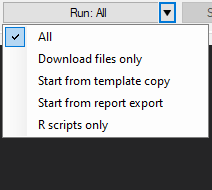 Run: All
All
Download files only
Start from template copy
Start from report export
R scripts only